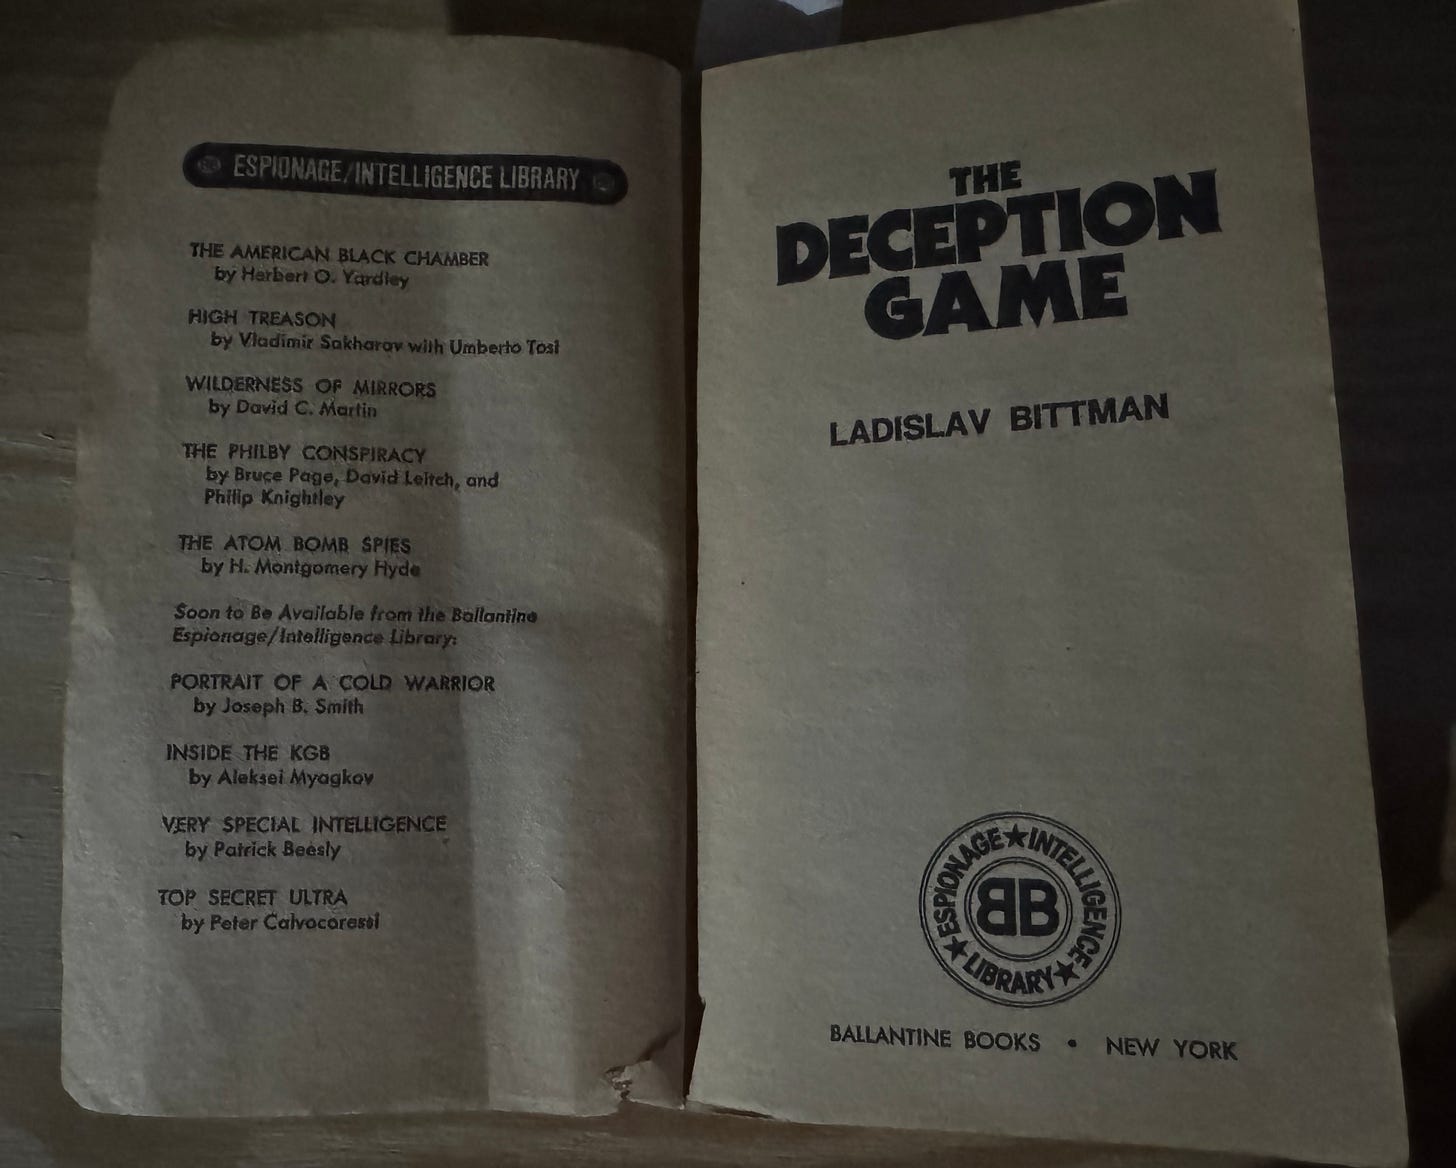 ESPIONAGE/INTELLIGENCE LIBRARY
THE AMERICAN BLACK CHAMBER
by Herbert O. Yardley
HIGH TREASON
by Vladimir Sakharov with Umberto Tosi
WILDERNESS OF MIRRORS
by David C. Martin
THE PHILBY CONSPIRACY
by Bruce Page, David Leitch, and
Philip Knightley
THE ATOM BOMB SPIES
by H. Montgomery Hyde
Soon to Be Available from the Ballantine
Espionage/Intelligence Library:
PORTRAIT OF A COLD WARRIOR
by Joseph B. Smith
INSIDE THE KGB
by Aleksei Myagkov
VERY SPECIAL INTELLIGENCE
by Patrick Beesly
TOP SECRET ULTRA
by Peter Calvocoressi
THE
DECEPTION
GAME
LADISLAV BITTMAN
ESPIONAGE★INTELLIGENCE★LIBRARY★
BB
BALLANTINE BOOKS • NEW YORK